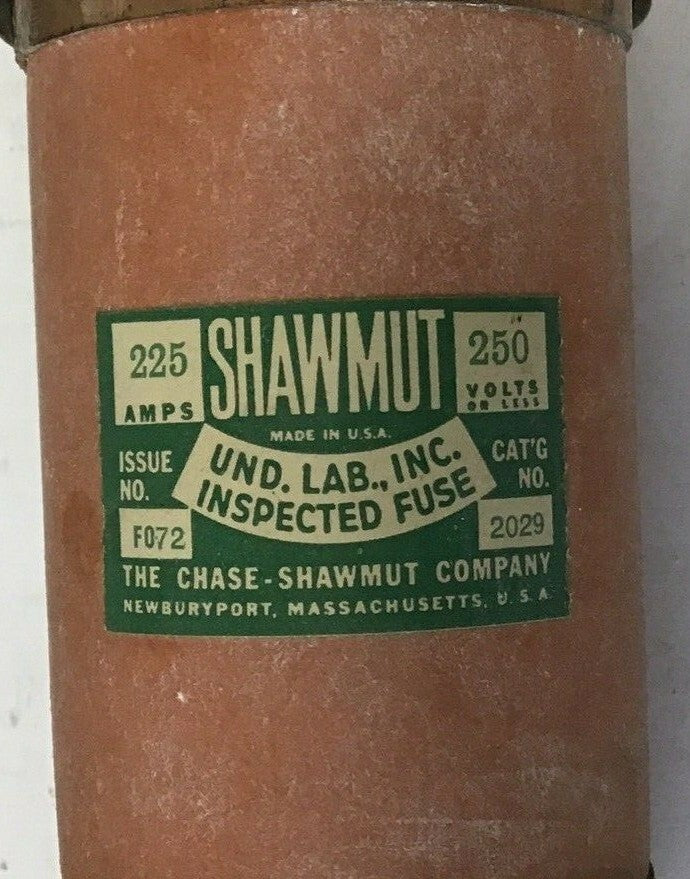 225 AMPS
SHAWMUT
250 VOLTS
OR LESS
MADE IN U.S.A.
UND. LAB., INC.
INSPECTED FUSE
ISSUE NO.
F072
CAT'G NO.
2029
THE CHASE-SHAWMUT COMPANY
NEWBURYPORT, MASSACHUSETTS, U.S.A.